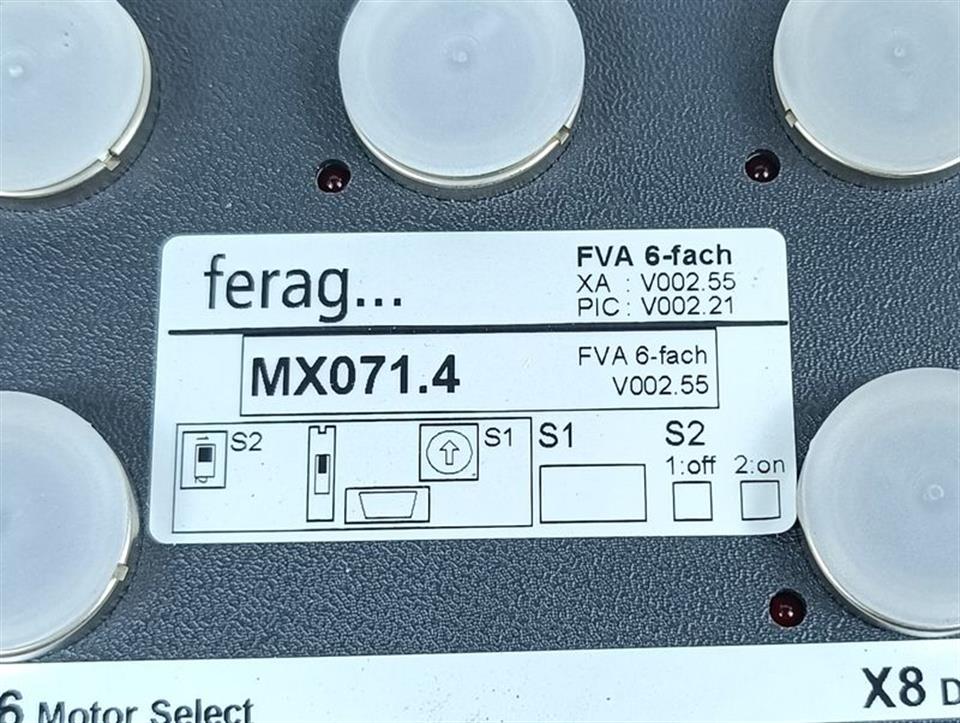 ferag...
FVA 6-fach
XA : V002.55
PIC : V002.21
MX071.4
FVA 6-fach
V002.55
S2
S1
S1
S2
1:off 2:on
6 Motor Select
X8 D